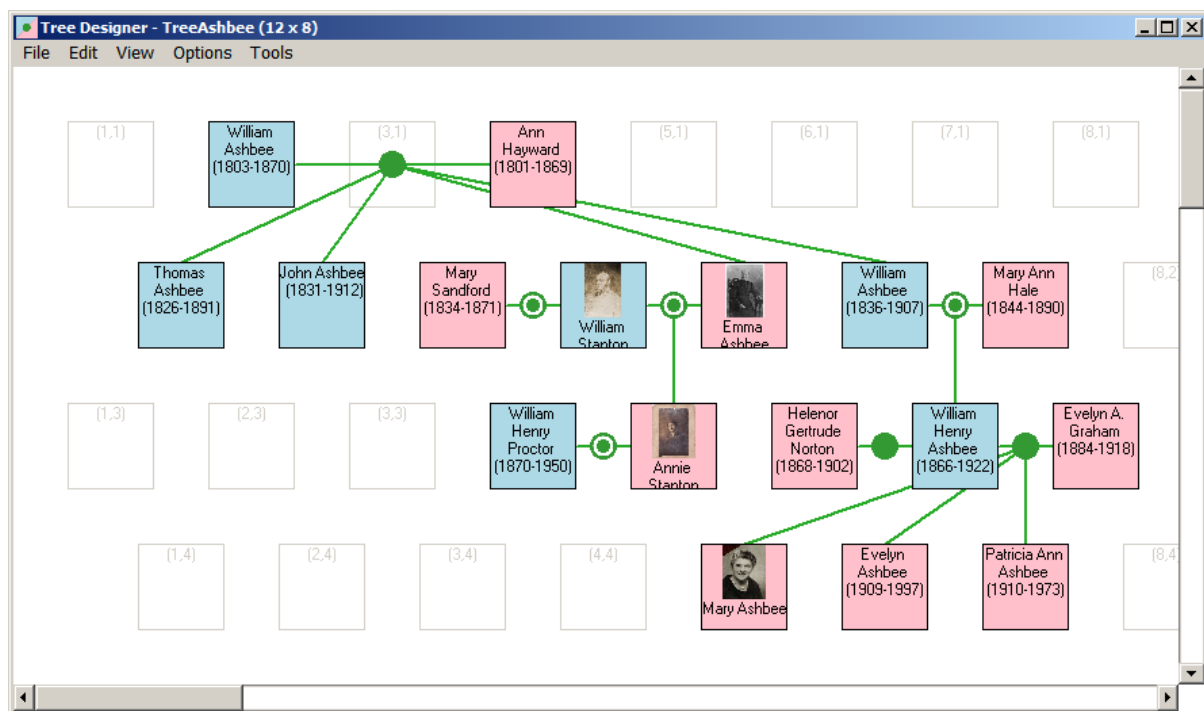 Tree Designer - TreeAshbee (12 x 8)
File Edit View Options Tools
(1,1)
William
Ashbee
(1803-1870)
(3,1)
Ann
Hayward
(1801-1869)
(5,1)
(6,1)
(7,1)
(8,1)
Thomas
Ashbee
(1826-1891)
John Ashbee
(1831-1912)
Mary
Sandford
(1834-1871)
William
Stanton
Emma
Ashbee
William
Ashbee
(1836-1907)
Mary Ann
Hale
(1844-1890)
(8,2)
(1,3)
(2,3)
(3,3)
William
Henry
Proctor
(1870-1950)
Annie
Stanton
Helenor
Gertrude
Norton
(1868-1902)
William
Henry
Ashbee
(1866-1922)
Evelyn A.
Graham
(1884-1918)
(1,4)
(2,4)
(3,4)
(4,4)
Mary Ashbee
Evelyn
Ashbee
(1909-1997)
Patricia Ann
Ashbee
(1910-1973)
(8,4)